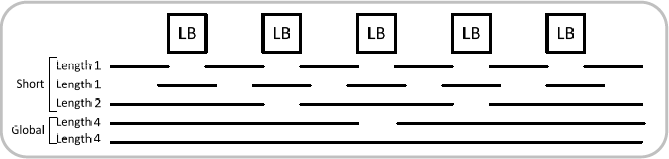 LB LB LB LB LB
Length 1
Short Length 1
Length 2
Global Length 4
Length 4